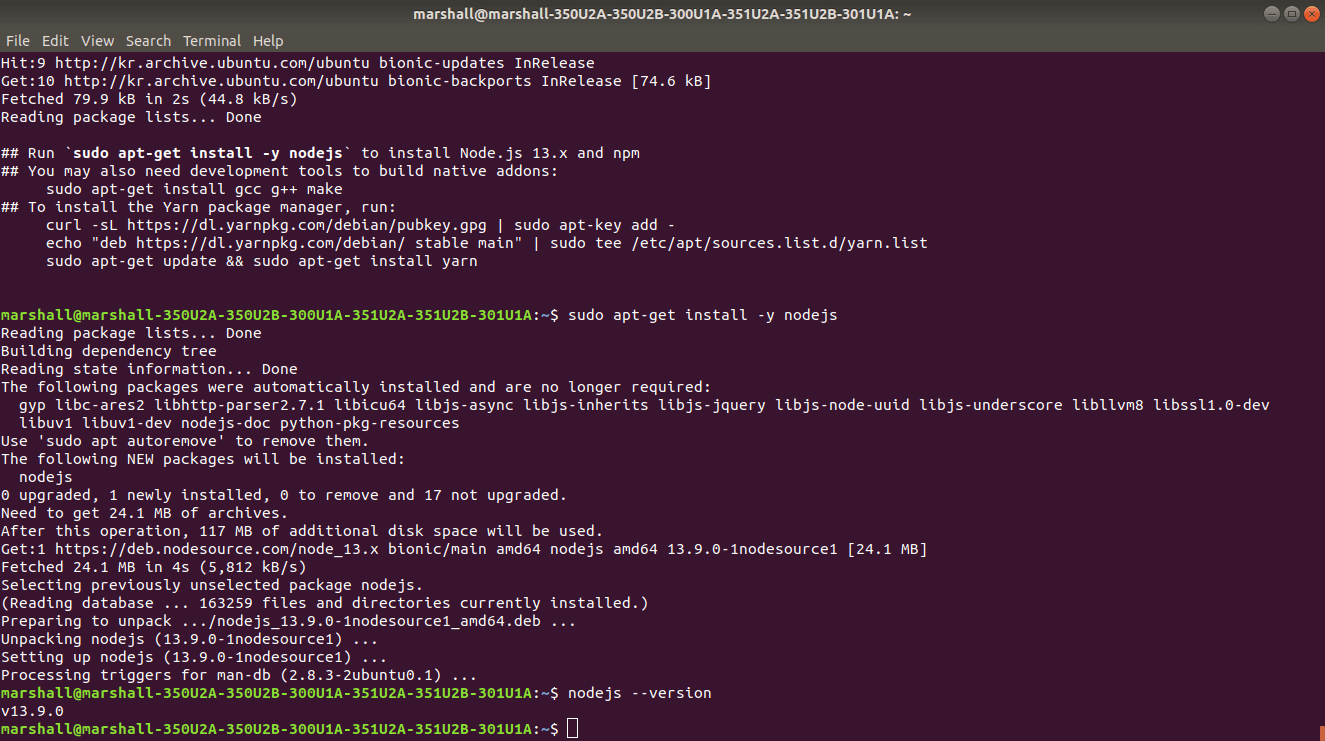 marshall@marshall-350U2A-350U2B-300U1A-351U2A-351U2B-301U1A: ~
File Edit View Search Terminal Help
Hit:9 http://kr.archive.ubuntu.com/ubuntu bionic-updates InRelease
Get:10 http://kr.archive.ubuntu.com/ubuntu bionic-backports InRelease [74.6 kB]
Fetched 79.9 kB in 2s (44.8 kB/s)
Reading package lists... Done
## Run `sudo apt-get install -y nodejs` to install Node.js 13.x and npm
## You may also need development tools to build native addons:
     sudo apt-get install gcc g++ make
## To install the Yarn package manager, run:
     curl -sL https://dl.yarnpkg.com/debian/pubkey.gpg | sudo apt-key add -
     echo "deb https://dl.yarnpkg.com/debian/ stable main" | sudo tee /etc/apt/sources.list.d/yarn.list
     sudo apt-get update && sudo apt-get install yarn
marshall@marshall-350U2A-350U2B-300U1A-351U2A-351U2B-301U1A:~$ sudo apt-get install -y nodejs
Reading package lists... Done
Building dependency tree
Reading state information... Done
The following packages were automatically installed and are no longer required:
  gyp libc-ares2 libhttp-parser2.7.1 libicu64 libjs-async libjs-inherits libjs-jquery libjs-node-uuid libjs-underscore libllvm8 libssl1.0-dev
  libuv1 libuv1-dev nodejs-doc python-pkg-resources
Use 'sudo apt autoremove' to remove them.
The following NEW packages will be installed:
  nodejs
0 upgraded, 1 newly installed, 0 to remove and 17 not upgraded.
Need to get 24.1 MB of archives.
After this operation, 117 MB of additional disk space will be used.
Get:1 https://deb.nodesource.com/node_13.x bionic/main amd64 nodejs amd64 13.9.0-1nodesource1 [24.1 MB]
Fetched 24.1 MB in 4s (5,812 kB/s)
Selecting previously unselected package nodejs.
(Reading database ... 163259 files and directories currently installed.)
Preparing to unpack .../nodejs_13.9.0-1nodesource1_amd64.deb ...
Unpacking nodejs (13.9.0-1nodesource1) ...
Setting up nodejs (13.9.0-1nodesource1) ...
Processing triggers for man-db (2.8.3-2ubuntu0.1) ...
marshall@marshall-350U2A-350U2B-300U1A-351U2A-351U2B-301U1A:~$ nodejs --version
v13.9.0
marshall@marshall-350U2A-350U2B-300U1A-351U2A-351U2B-301U1A:~$